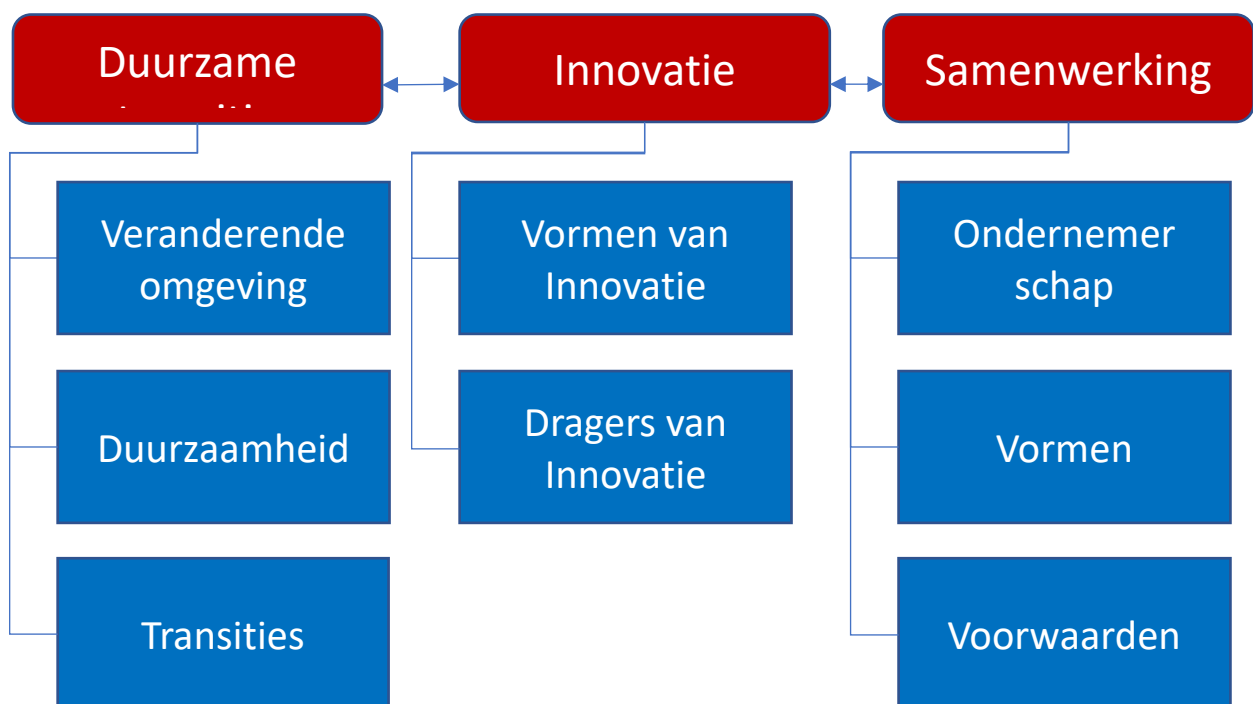 Duurzame
Innovatie
Samenwerking
Veranderende
omgeving
Duurzaamheid
Transities
Vormen van
Innovatie
Dragers van
Innovatie
Ondernemer
schap
Vormen
Voorwaarden